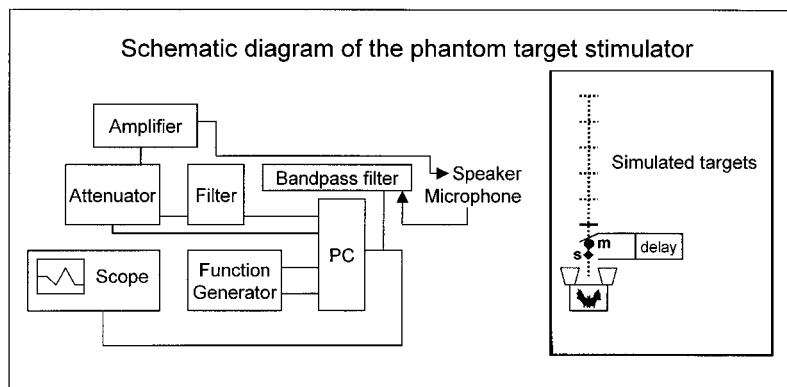 Schematic diagram of the phantom target stimulator
Amplifier
Attenuator
Filter
Bandpass filter
Speaker
Microphone
Scope
Function
Generator
PC
Simulated targets
m
s
delay